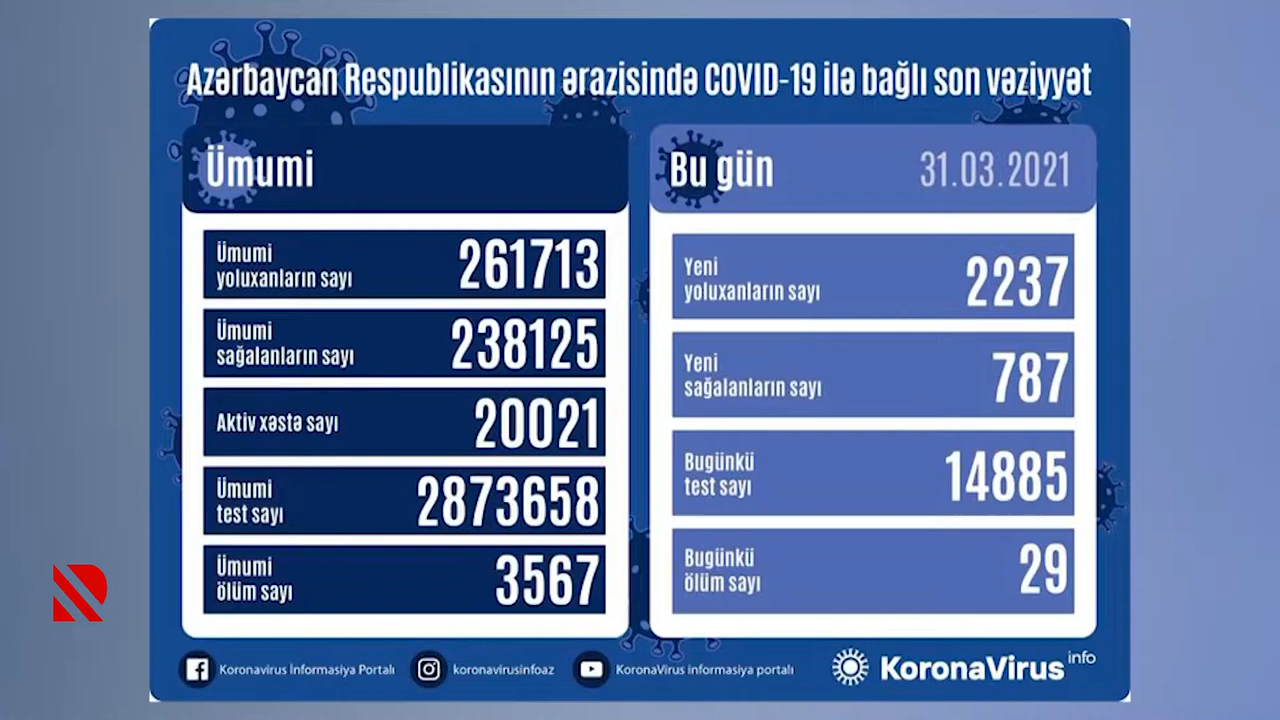 Azərbaycan Respublikasının ərazisində COVID-19 ilə bağlı son vəziyyət
Ümumi
Ümumi
yoluxanların sayı
261713
Ümumi
sağalanların sayı
238125
Aktiv xəstə sayı
20021
Ümumi
test sayı
2873658
Ümumi
ölüm sayı
3567
Bu gün
31.03.2021
Yeni
yoluxanların sayı
2237
Yeni
sağalanların sayı
787
Bugünkü
test sayı
14885
Bugünkü
ölüm sayı
29
Koronavirus İnformasiya Portalı
koronavirusinfoaz
KoronaVirus informasiya portalı
KoronaVirus info